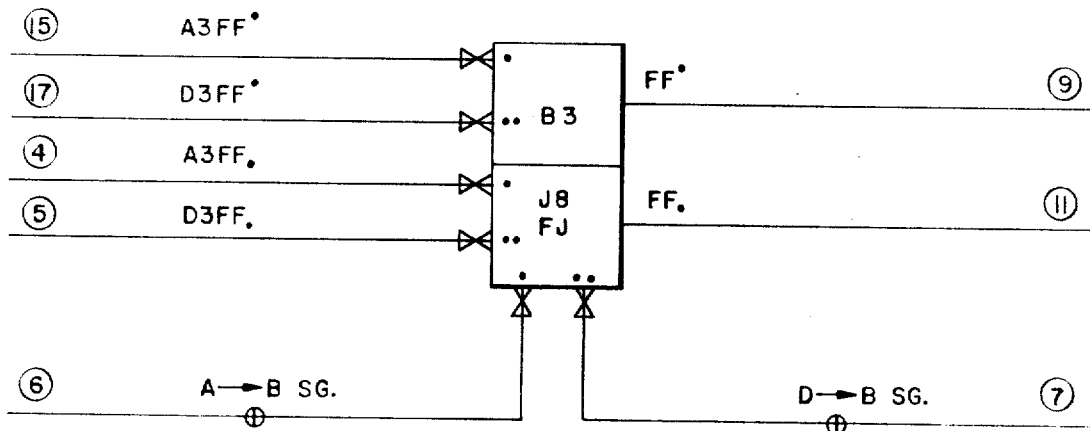 15 A3FF•
17 D3FF•
4 A3FF.
5 D3FF.
B3
J8
FJ
FF• 9
FF. 11
6 A→B SG.
D→B SG. 7